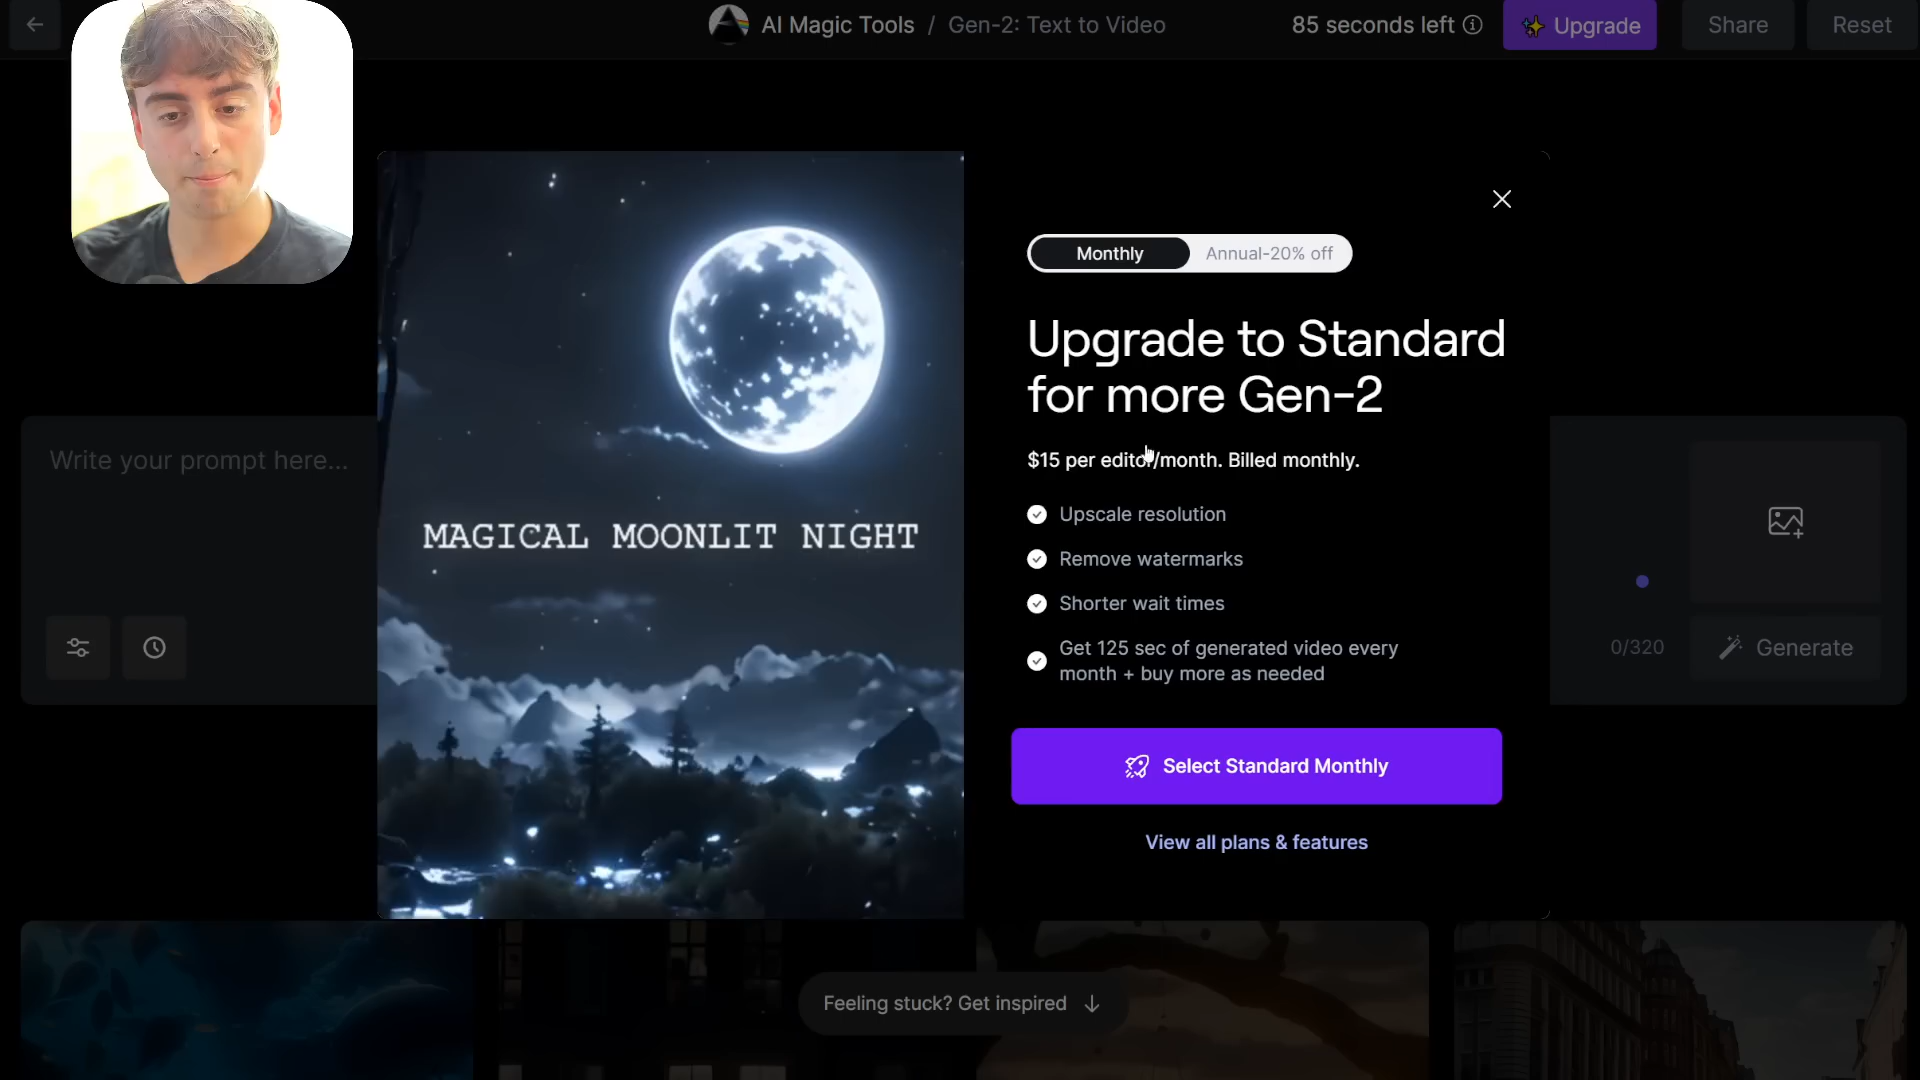 AI Magic Tools / Gen-2: Text to Video
85 seconds left
Upgrade
Share
Reset
Write your prompt here...
MAGICAL MOONLIT NIGHT
Monthly
Annual-20% off
Upgrade to Standard
for more Gen-2
$15 per editor/month. Billed monthly.
Upscale resolution
Remove watermarks
Shorter wait times
Get 125 sec of generated video every
month + buy more as needed
Select Standard Monthly
View all plans & features
0/320
Generate
Feeling stuck? Get inspired